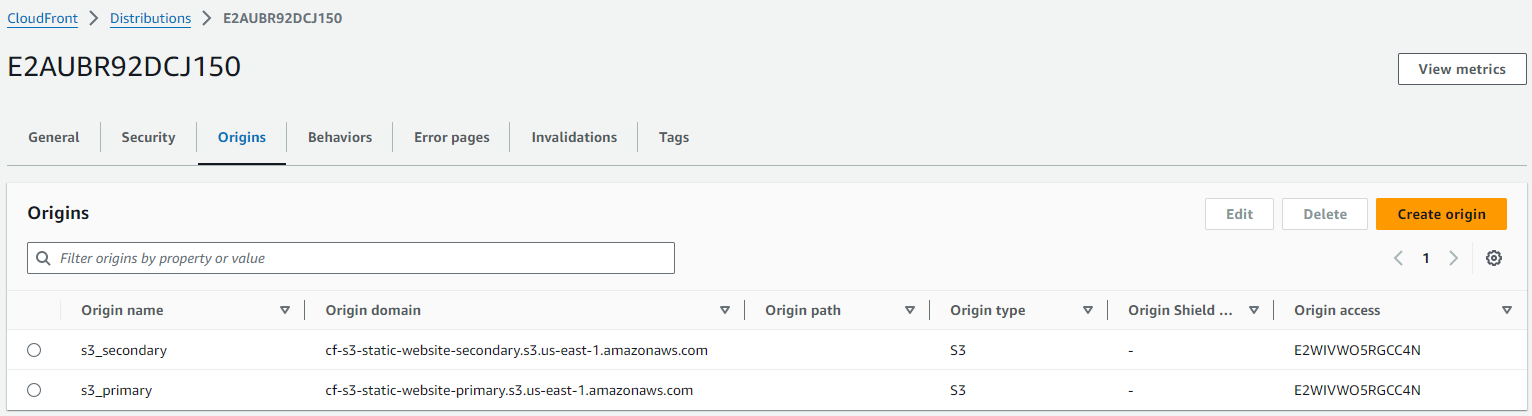 CloudFront > Distributions > E2AUBR92DCJ150
E2AUBR92DCJ150
View metrics
General Security Origins Behaviors Error pages Invalidations Tags
Origins
Edit Delete Create origin
Filter origins by property or value
1
Origin name Origin domain Origin path Origin type Origin Shield ... Origin access
s3_secondary cf-s3-static-website-secondary.s3.us-east-1.amazonaws.com S3 - E2WIVWO5RGCC4N
s3_primary cf-s3-static-website-primary.s3.us-east-1.amazonaws.com S3 - E2WIVWO5RGCC4N